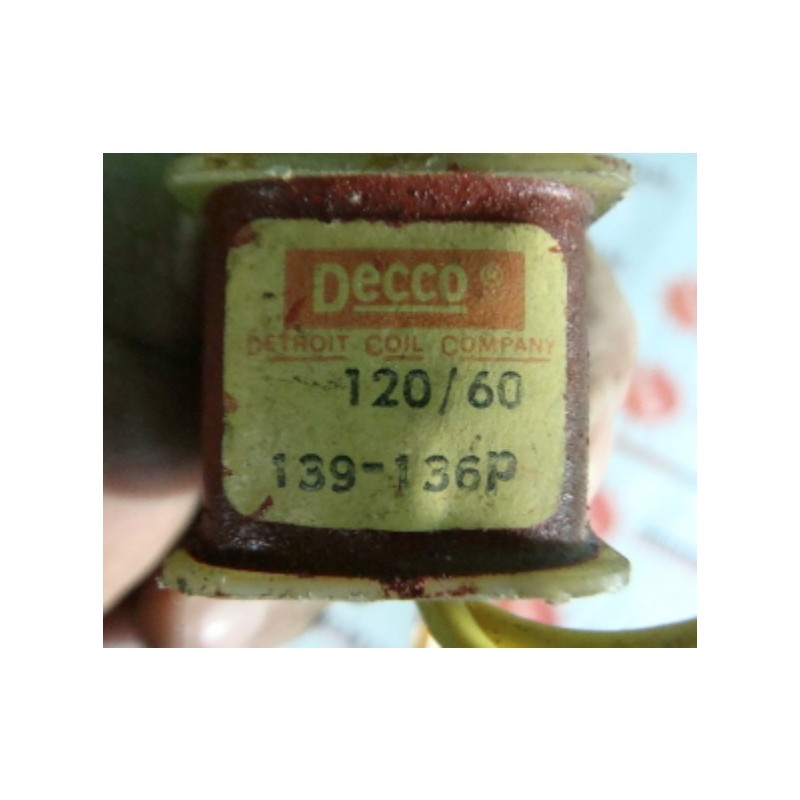 Decco ®
DETROIT COIL COMPANY
120/60
139-136P